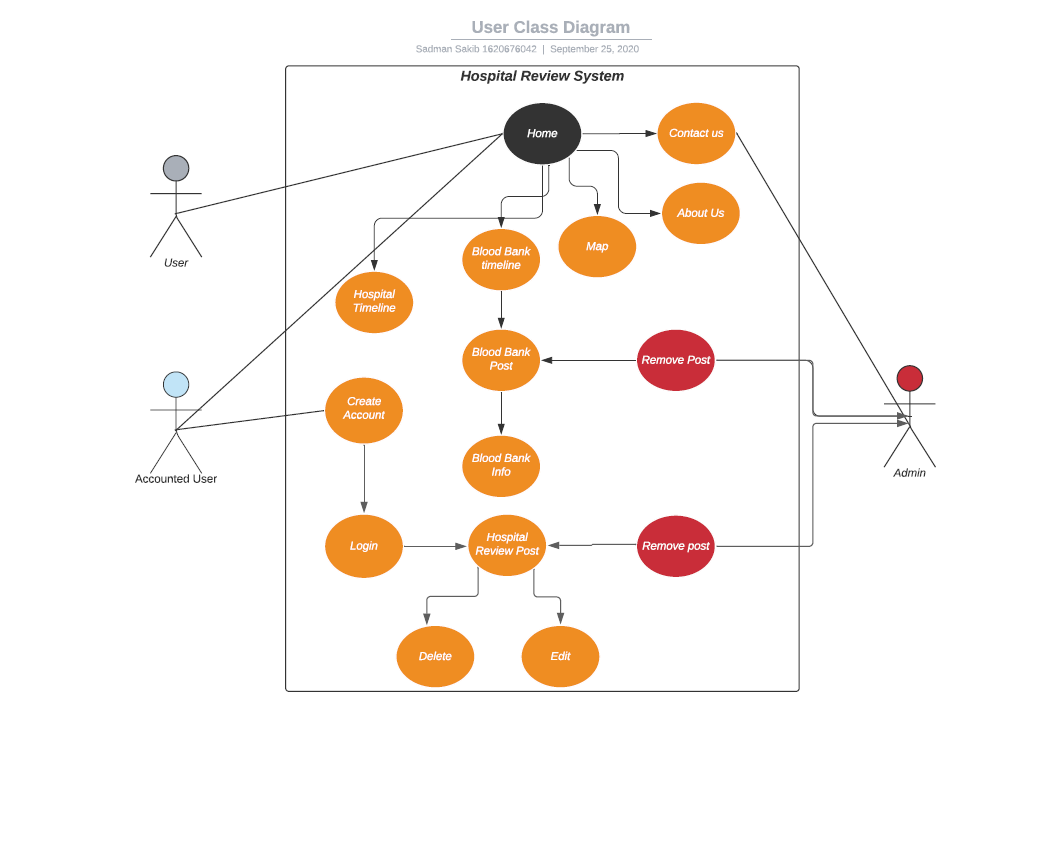 User Class Diagram
Sadman Sakib 1620676042 | September 25, 2020
Hospital Review System
Home
Contact us
About Us
Map
Blood Bank
timeline
Hospital
Timeline
User
Blood Bank
Post
Remove Post
Create
Account
Accounted User
Admin
Blood Bank
Info
Login
Hospital
Review Post
Remove post
Delete
Edit